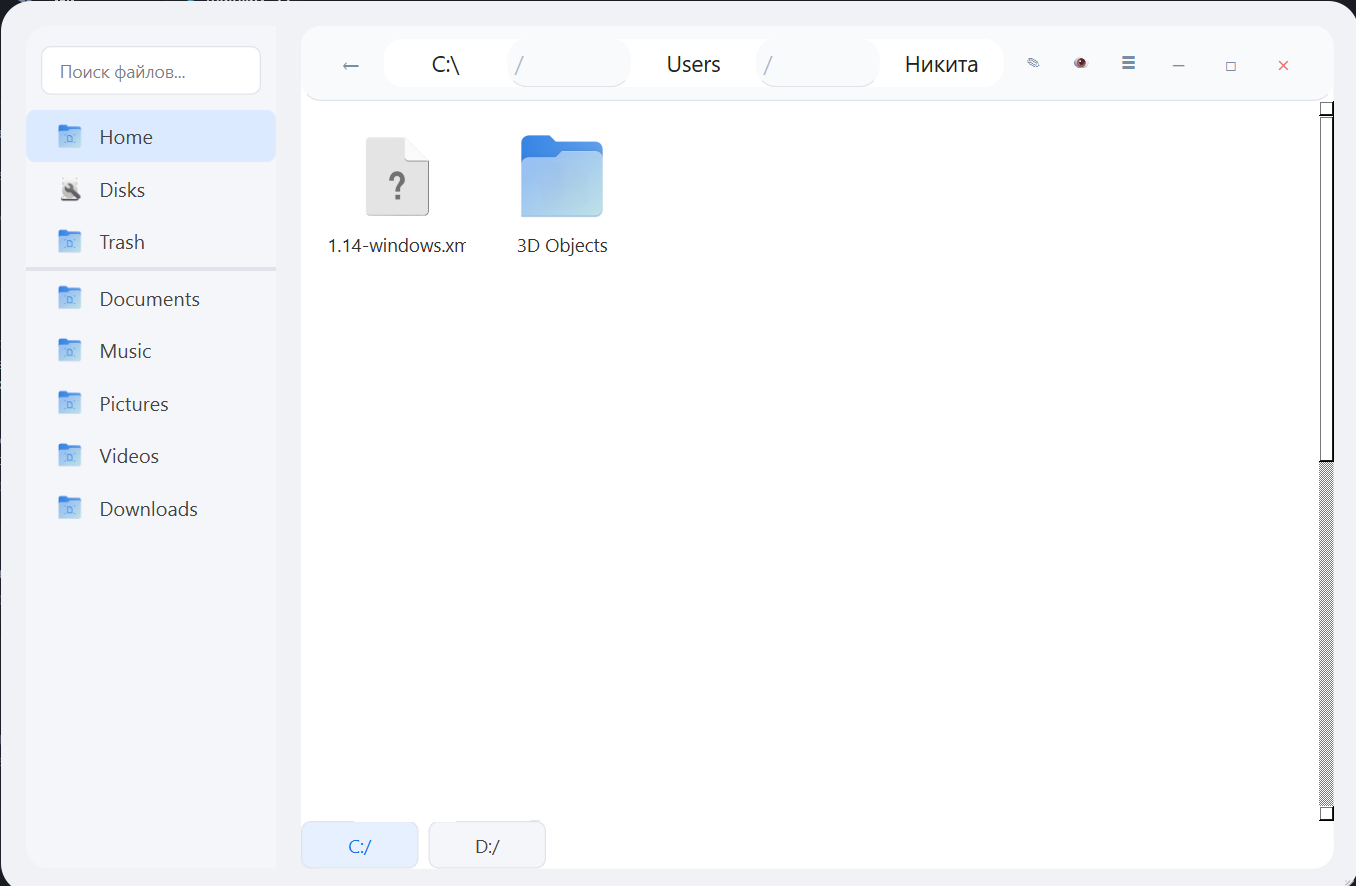 Поиск файлов...
Home
Disks
Trash
Documents
Music
Pictures
Videos
Downloads
← C:\ / Users / Никита
1.14-windows.xm
3D Objects
C:/
D:/